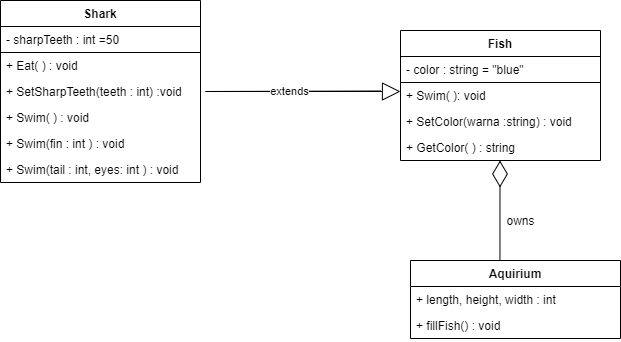 Shark
- sharpTeeth : int =50
+ Eat( ) : void
+ SetSharpTeeth(teeth : int) :void
+ Swim( ) : void
+ Swim(fin : int ) : void
+ Swim(tail : int, eyes: int ) : void
extends
Fish
- color : string = "blue"
+ Swim( ): void
+ SetColor(warna :string) : void
+ GetColor( ) : string
owns
Aquirium
+ length, height, width : int
+ fillFish() : void